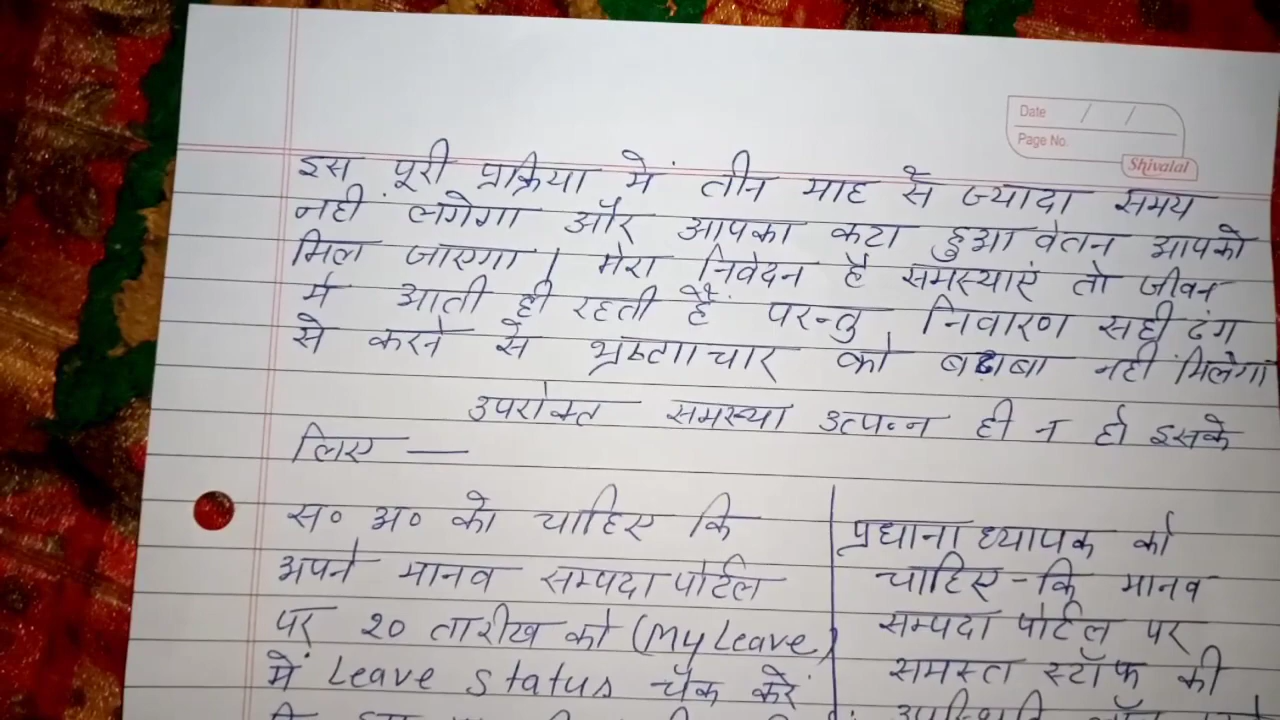 Date / /
Page No.
Shivalal
इस पूरी प्रक्रिया में तीन माह से ज्यादा समय
नहीं लगेगा और आपका कटा हुआ वेतन आपको
मिल जाएगा। मेरा निवेदन है समस्याएं तो जीवन
में आती ही रहती हैं परन्तु, निवारण सही ढंग
से करने से भ्रष्टाचार को बढाबा नही मिलेगा
उपरोक्त समस्या उत्पन्न ही न हो इसके
लिए —
स० अ० को चाहिए कि
अपने मानव सम्पदा पोर्टल
पर २० तारीख को (My Leave)
में Leave Status चॅक करें
प्रधानाध्यापक को
चाहिए - कि मानव
सम्पदा पोर्टल पर
समस्त स्टॉफ की